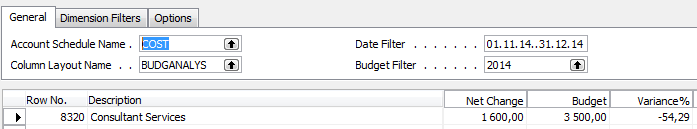 General Dimension Filters Options
Account Schedule Name . COST Date Filter . . . . . . . 01.11.14..31.12.14
Column Layout Name . . BUDGANALYS Budget Filter . . . . . . 2014
Row No. Description Net Change Budget Variance%
8320 Consultant Services 1 600,00 3 500,00 -54,29